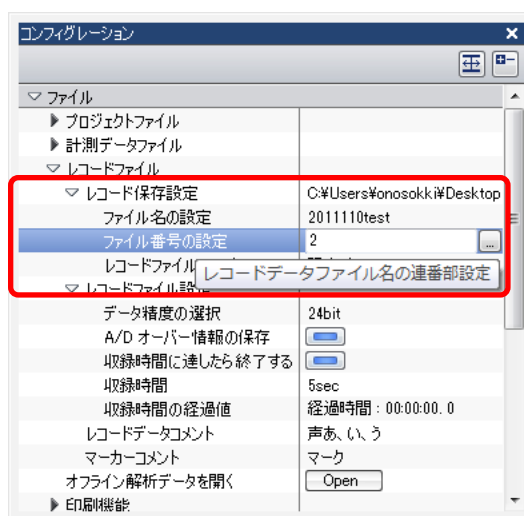 コンフィグレーション
ファイル
プロジェクトファイル
計測データファイル
レコードファイル
レコード保存設定 C:¥Users¥onosokki¥Desktop
ファイル名の設定 2011110test
ファイル番号の設定 2 ...
レコードファイル
レコードデータファイル名の連番部設定
レコードファイル設定
データ精度の選択 24bit
A/D オーバー情報の保存
収録時間に達したら終了する
収録時間 5sec
収録時間の経過値 経過時間 : 00:00:00. 0
レコードデータコメント 声あ、い、う
マーカーコメント マーク
オフライン解析データを開く Open
印刷機能